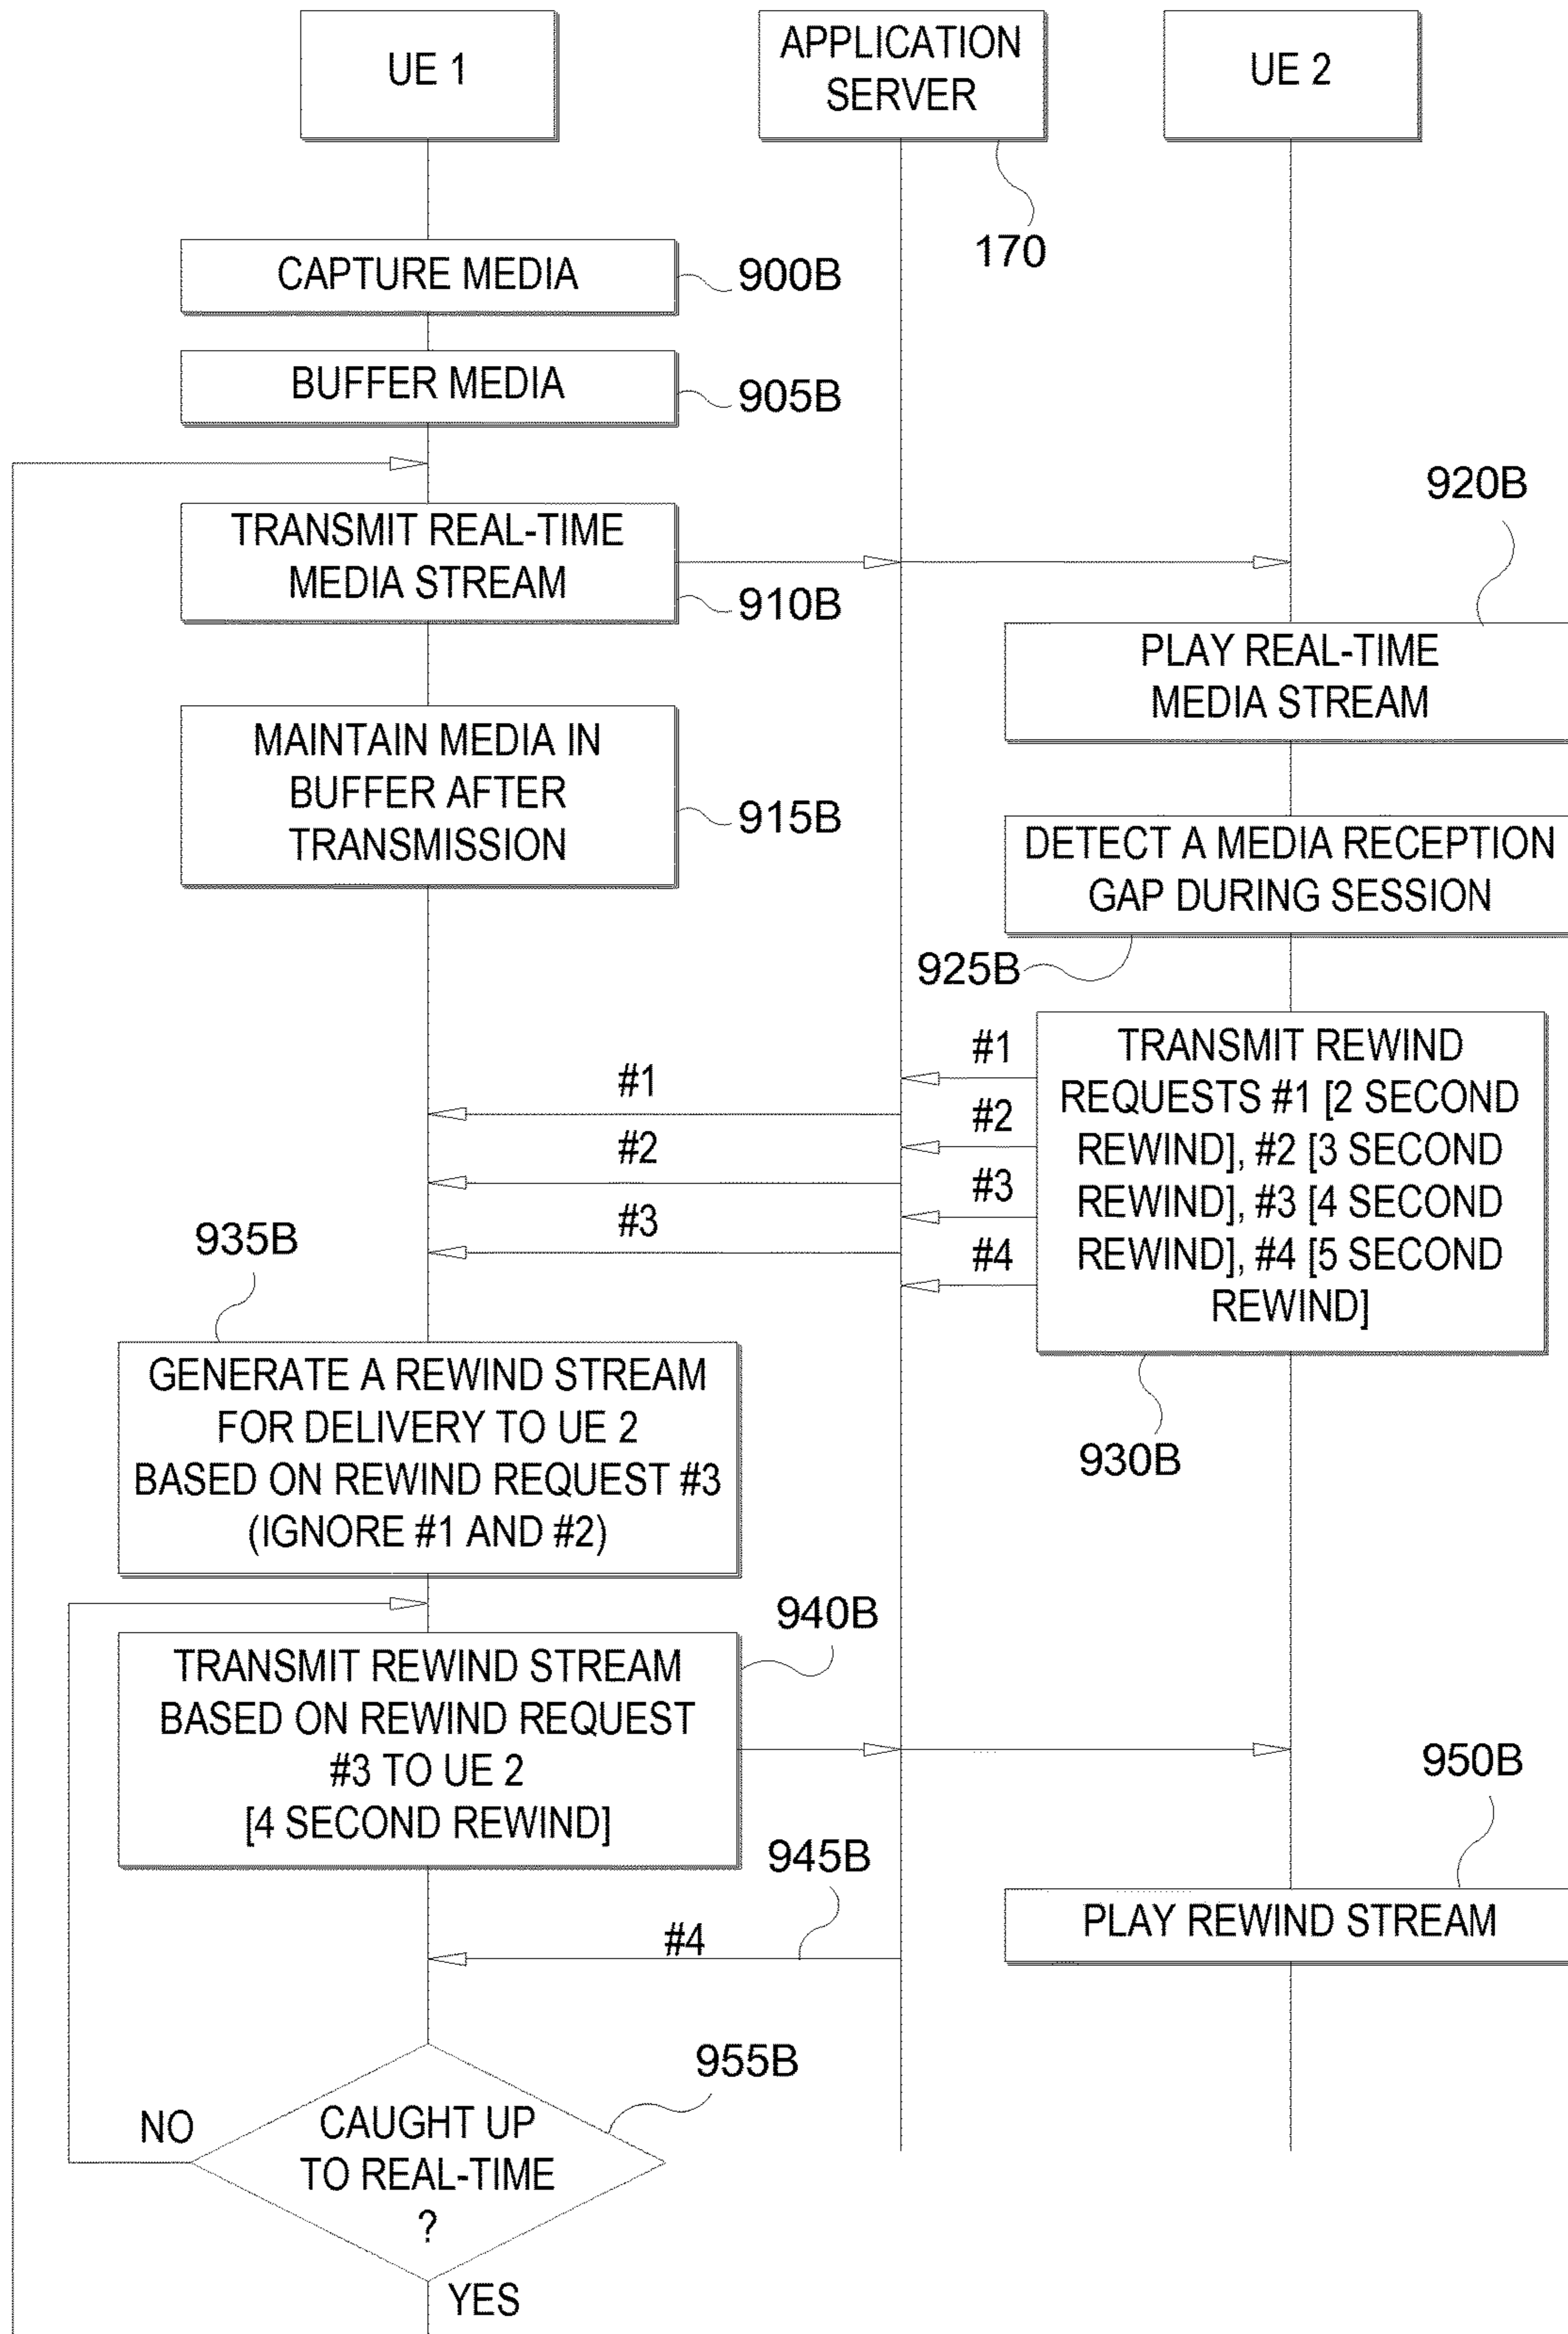 UE 1
APPLICATION
SERVER
UE 2
170
CAPTURE MEDIA
900B
BUFFER MEDIA
905B
TRANSMIT REAL-TIME
MEDIA STREAM
910B
920B
PLAY REAL-TIME
MEDIA STREAM
MAINTAIN MEDIA IN
BUFFER AFTER
TRANSMISSION
915B
DETECT A MEDIA RECEPTION
GAP DURING SESSION
925B
TRANSMIT REWIND
REQUESTS #1 [2 SECOND
REWIND], #2 [3 SECOND
REWIND], #3 [4 SECOND
REWIND], #4 [5 SECOND
REWIND]
930B
#1
#2
#3
#4
#1
#2
#3
935B
GENERATE A REWIND STREAM
FOR DELIVERY TO UE 2
BASED ON REWIND REQUEST #3
(IGNORE #1 AND #2)
940B
TRANSMIT REWIND STREAM
BASED ON REWIND REQUEST
#3 TO UE 2
[4 SECOND REWIND]
945B
#4
950B
PLAY REWIND STREAM
955B
CAUGHT UP
TO REAL-TIME
?
NO
YES